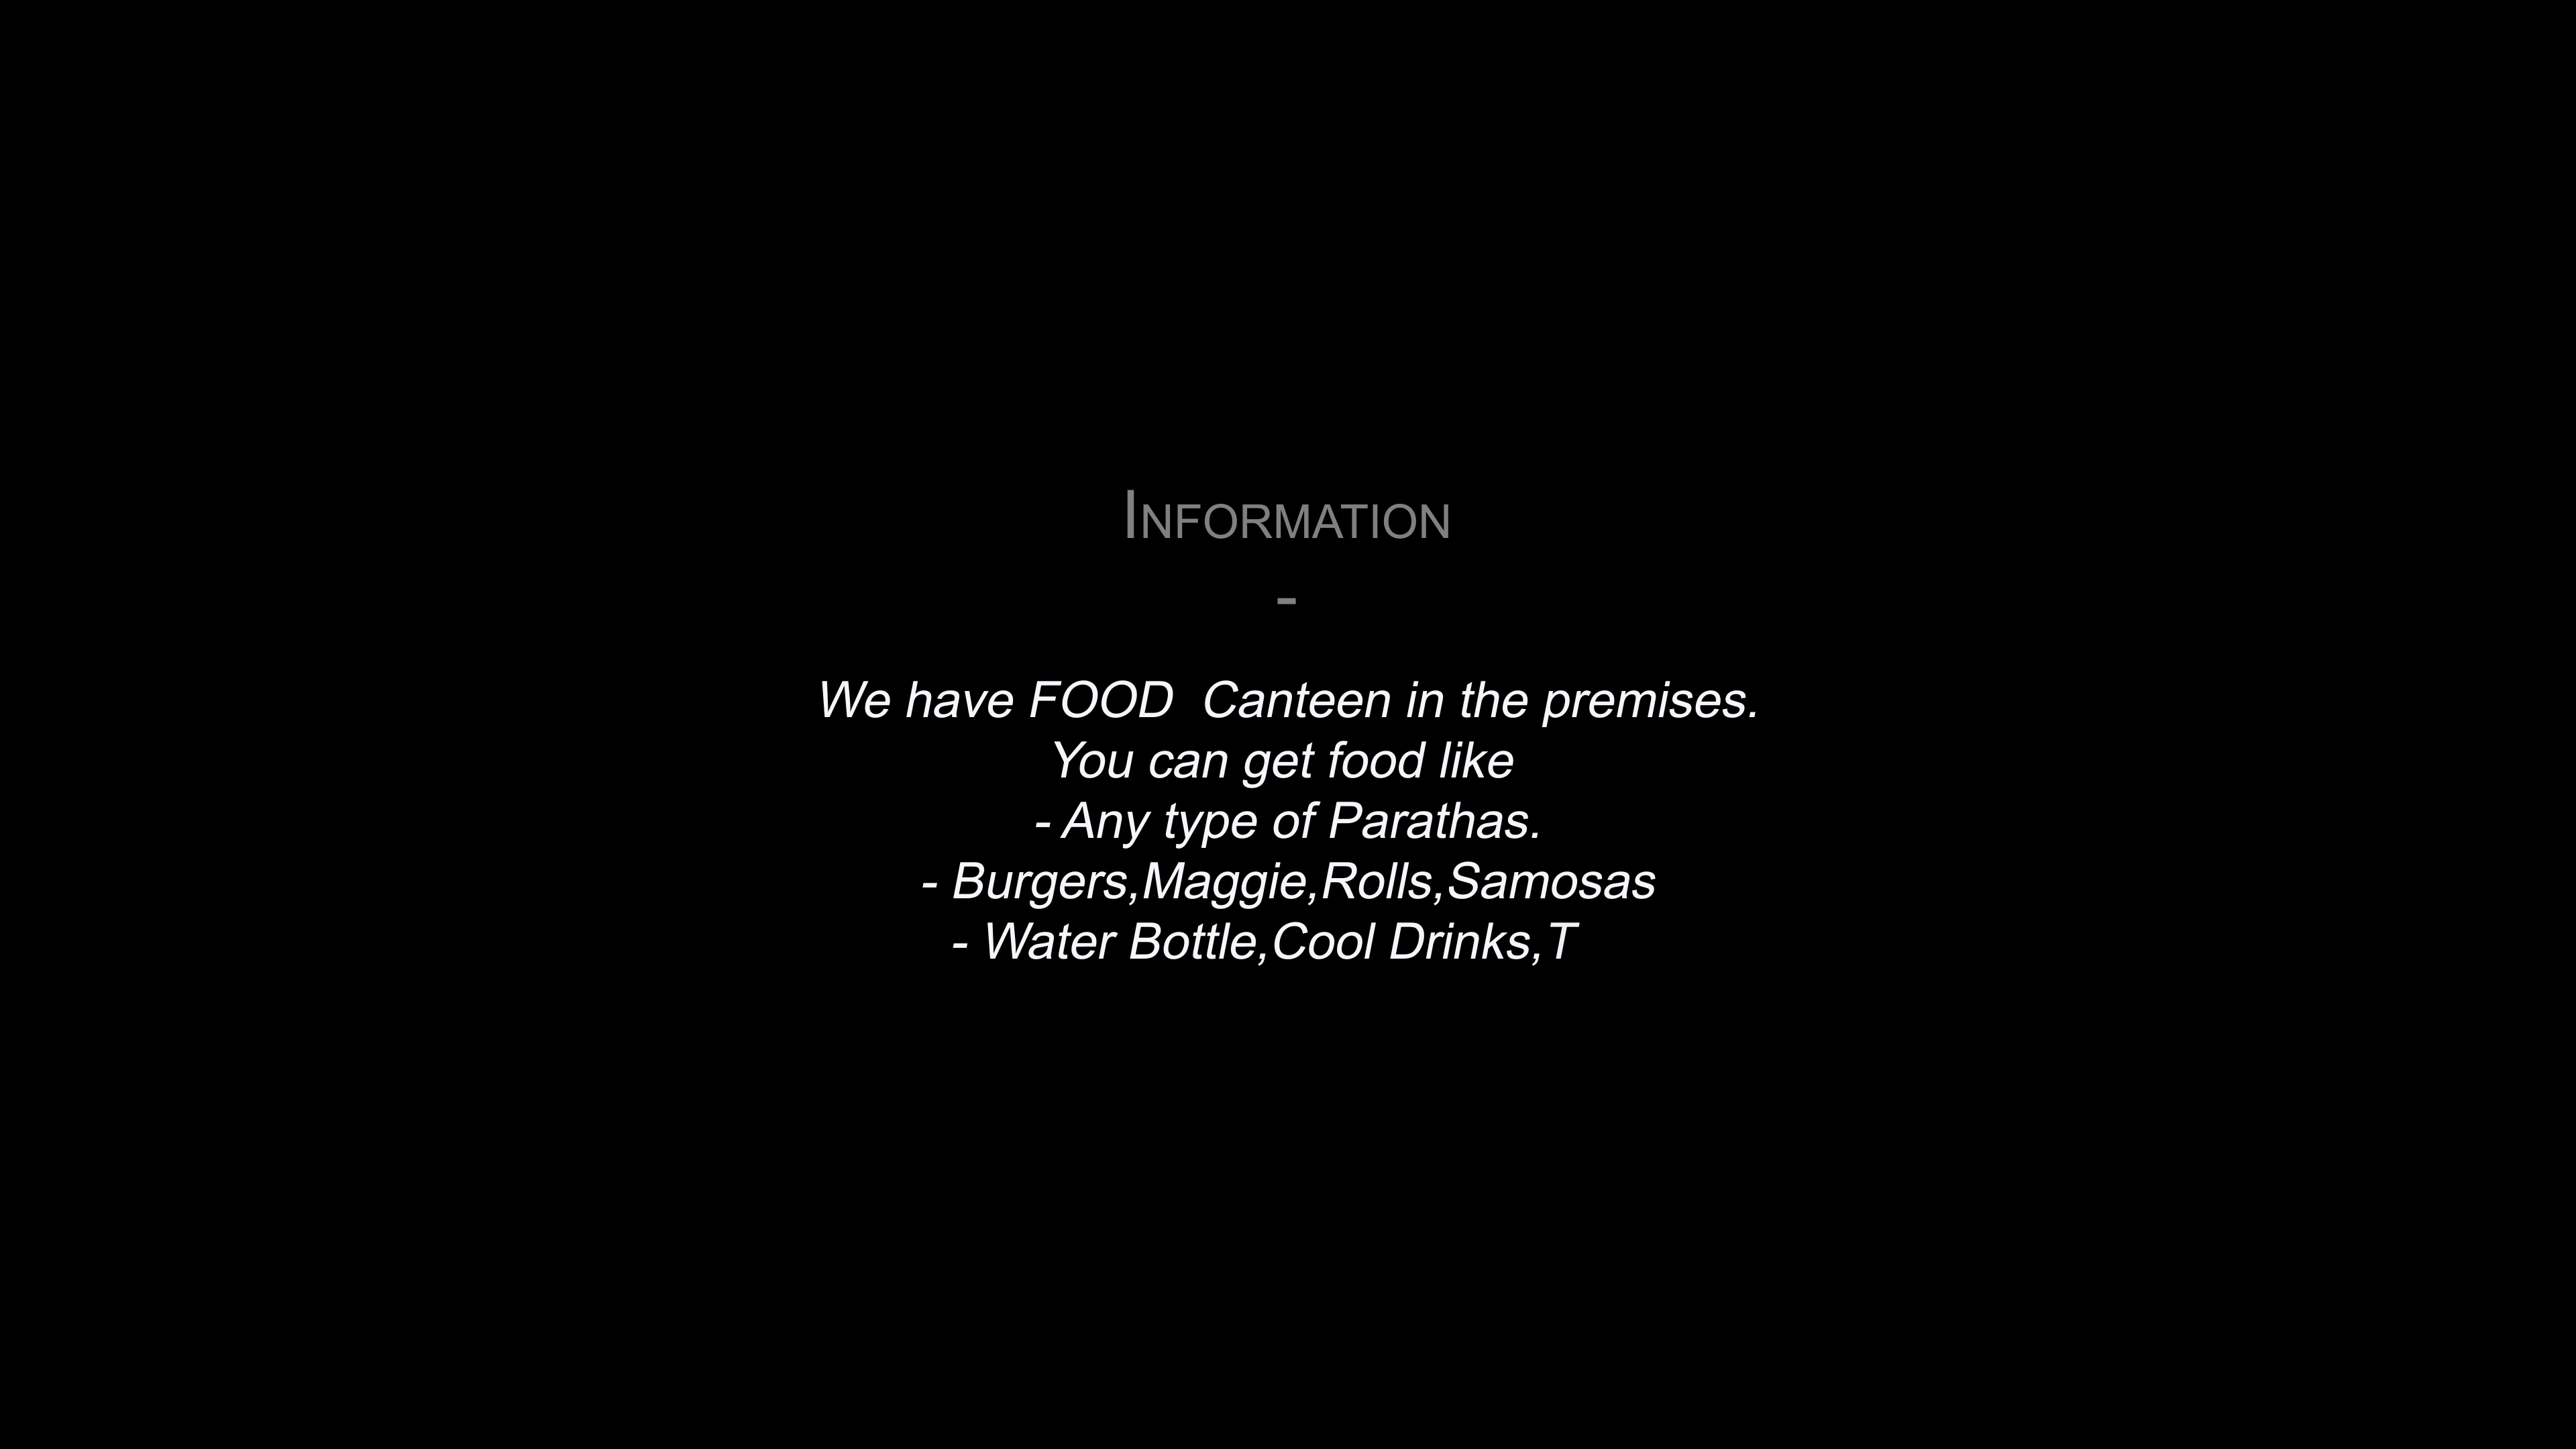 Information
-
We have FOOD  Canteen in the premises.
You can get food like
- Any type of Parathas.
- Burgers,Maggie,Rolls,Samosas
- Water Bottle,Cool Drinks,T